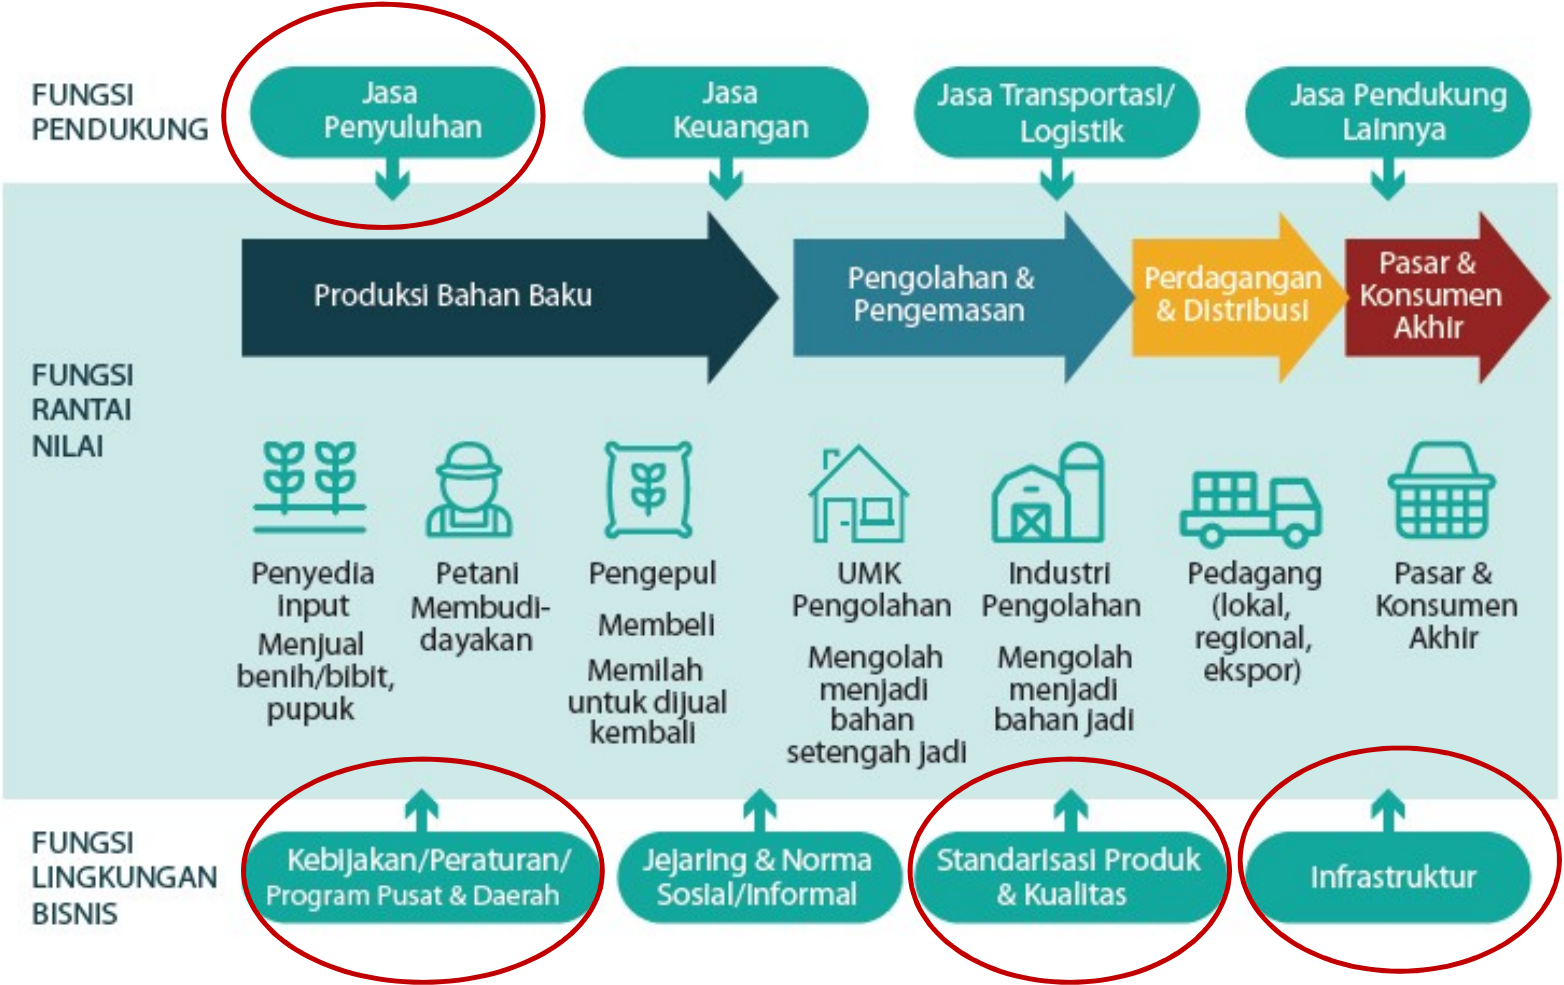 FUNGSI
PENDUKUNG
Jasa
Penyuluhan
Jasa
Keuangan
Jasa Transportasi/
Logistik
Jasa Pendukung
Lainnya
FUNGSI
RANTAI
NILAI
Produksi Bahan Baku
Pengolahan &
Pengemasan
Perdagangan
& Distribusi
Pasar &
Konsumen
Akhir
Penyedia
input
Menjual
benih/bibit,
pupuk
Petani
Membudi-
dayakan
Pengepul
Membeli
Memilah
untuk dijual
kembali
UMK
Pengolahan
Mengolah
menjadi
bahan
setengah jadi
Industri
Pengolahan
Mengolah
menjadi
bahan jadi
Pedagang
(lokal,
regional,
ekspor)
Pasar &
Konsumen
Akhir
FUNGSI
LINGKUNGAN
BISNIS
Kebijakan/Peraturan/
Program Pusat & Daerah
Jejaring & Norma
Sosial/Informal
Standarisasi Produk
& Kualitas
Infrastruktur